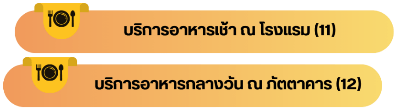 บริการอาหารเช้า ณ โรงแรม (11)
บริการอาหารกลางวัน ณ ภัตตาคาร (12)